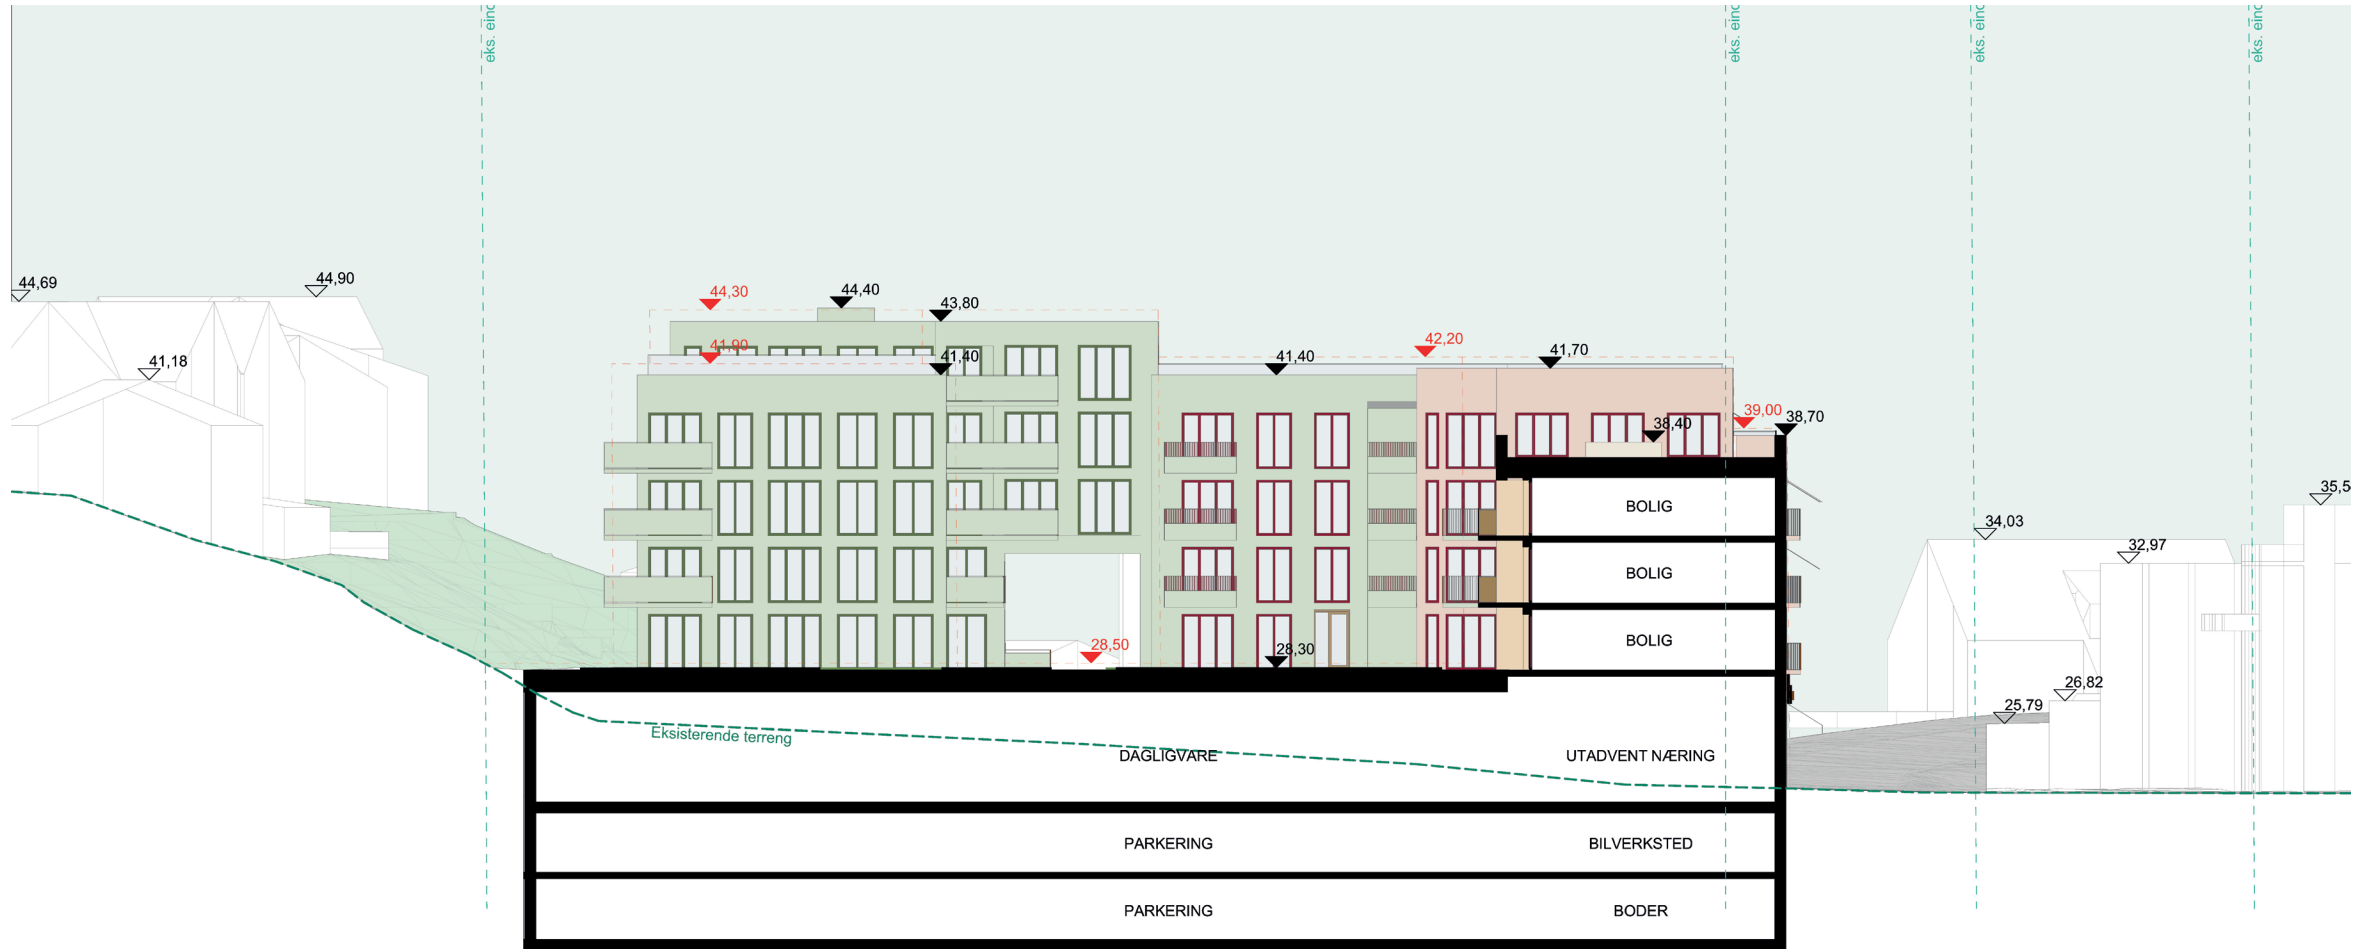 eks. eind
eks. eind
eks. eind
eks. eind
44,69
44,90
41,18
44,30
44,40
43,80
41,90
41,40
41,40
42,20
41,70
39,00
38,70
38,40
35,5
34,03
32,97
28,50
28,30
26,82
25,79
BOLIG
BOLIG
BOLIG
Eksisterende terreng
DAGLIGVARE
UTADVENT NÆRING
PARKERING
BILVERKSTED
PARKERING
BODER